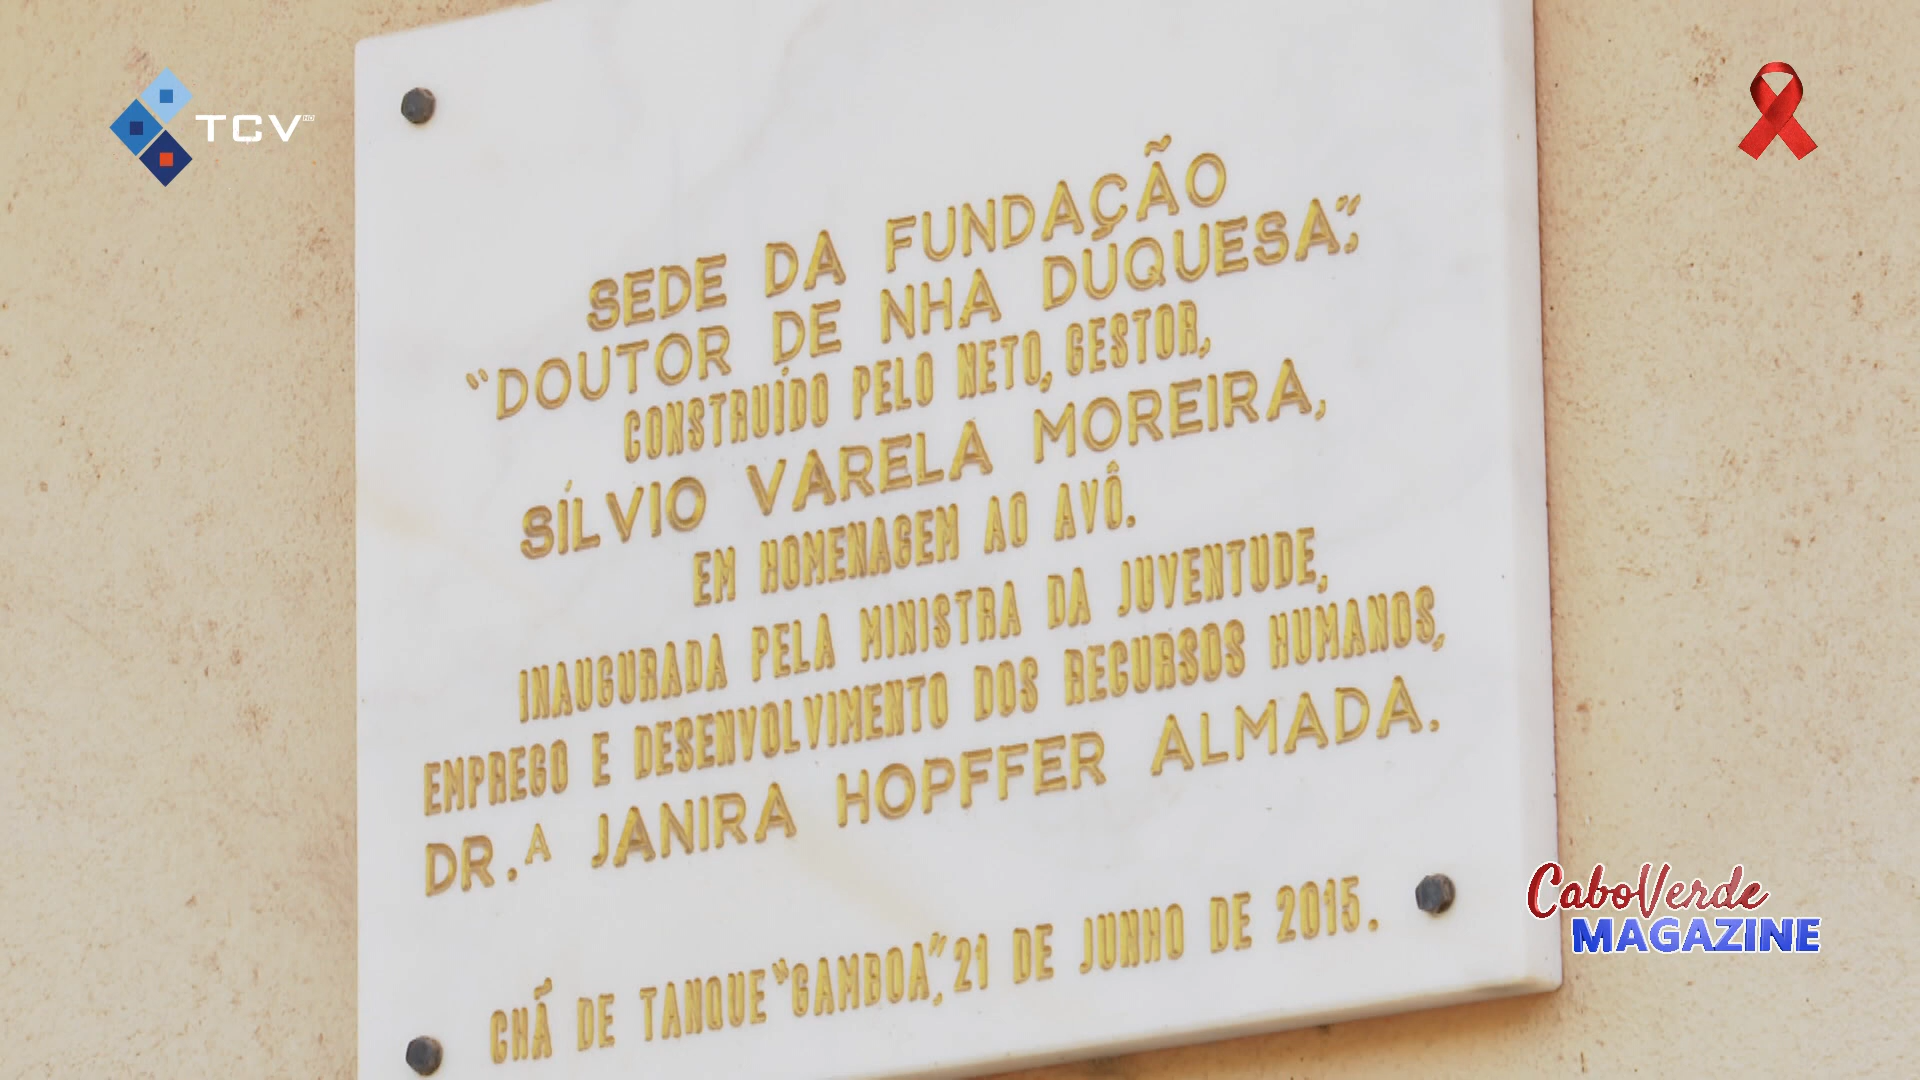 TCV
SEDE DA FUNDAÇÃO
"DOUTOR DE NHA DUQUESA",
CONSTRUÍDO PELO NETO, GESTOR,
SÍLVIO VARELA MOREIRA,
EM HOMENAGEM AO AVÔ.
INAUGURADA PELA MINISTRA DA JUVENTUDE,
EMPREGO E DESENVOLVIMENTO DOS RECURSOS HUMANOS,
DR.ᴬ JANIRA HOPFFER ALMADA.
CHÃ DE TANQUE "GAMBOA", 21 DE JUNHO DE 2015.
CaboVerde
MAGAZINE